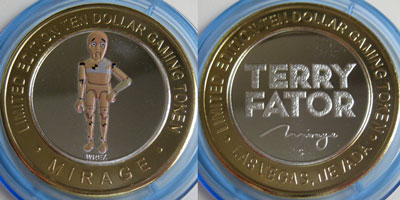 LIMITED EDITION TEN DOLLAR GAMING TOKEN
WREX
• MIRAGE •
LIMITED EDITION TEN DOLLAR GAMING TOKEN
TERRY
FATOR
Mirage
LAS VEGAS, NEVADA